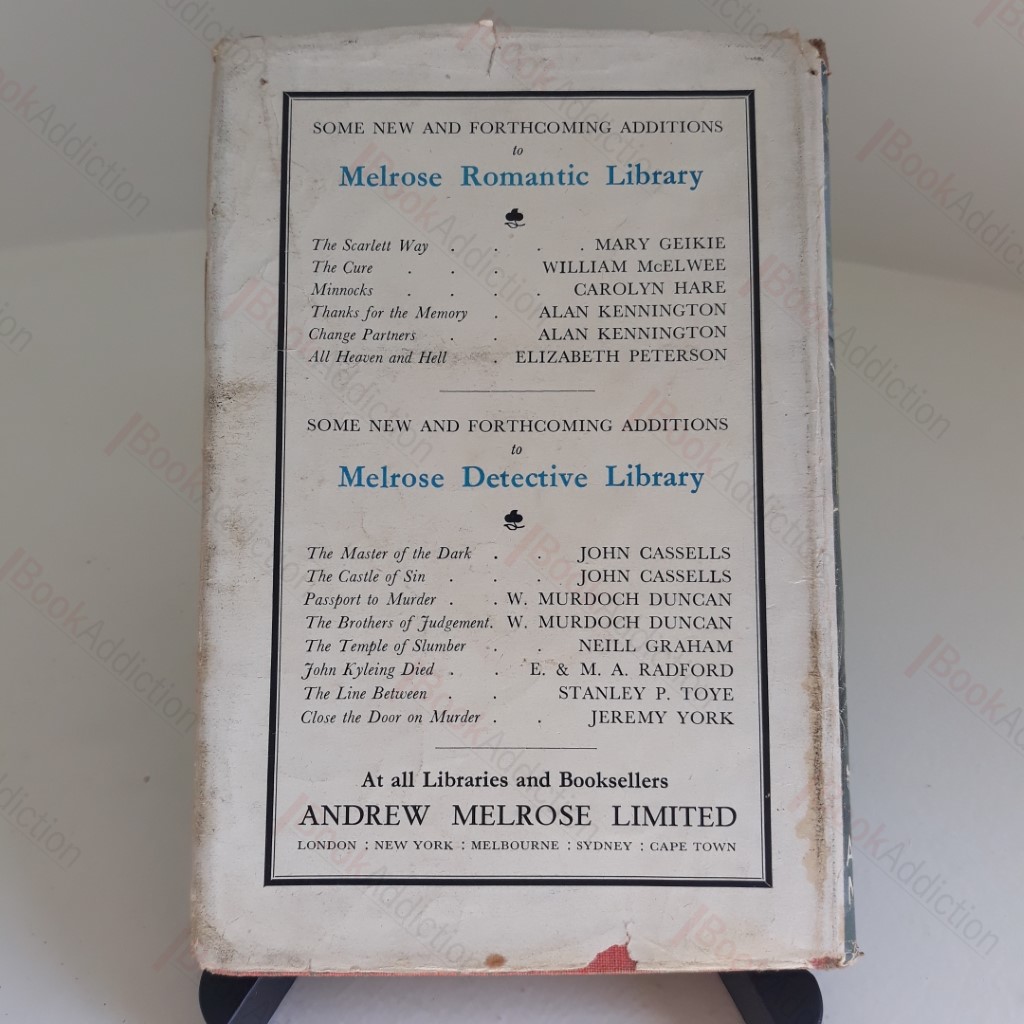 SOME NEW AND FORTHCOMING ADDITIONS
to
Melrose Romantic Library
The Scarlett Way . . . . MARY GEIKIE
The Cure . . . WILLIAM McELWEE
Minnocks . . . . CAROLYN HARE
Thanks for the Memory . ALAN KENNINGTON
Change Partners . . ALAN KENNINGTON
All Heaven and Hell . ELIZABETH PETERSON
SOME NEW AND FORTHCOMING ADDITIONS
to
Melrose Detective Library
The Master of the Dark . . JOHN CASSELLS
The Castle of Sin . . . JOHN CASSELLS
Passport to Murder . . W. MURDOCH DUNCAN
The Brothers of Judgement. W. MURDOCH DUNCAN
The Temple of Slumber . . NEILL GRAHAM
John Kyleing Died . . E. & M. A. RADFORD
The Line Between . . STANLEY P. TOYE
Close the Door on Murder . . JEREMY YORK
At all Libraries and Booksellers
ANDREW MELROSE LIMITED
LONDON : NEW YORK : MELBOURNE : SYDNEY : CAPE TOWN
BookAddiction